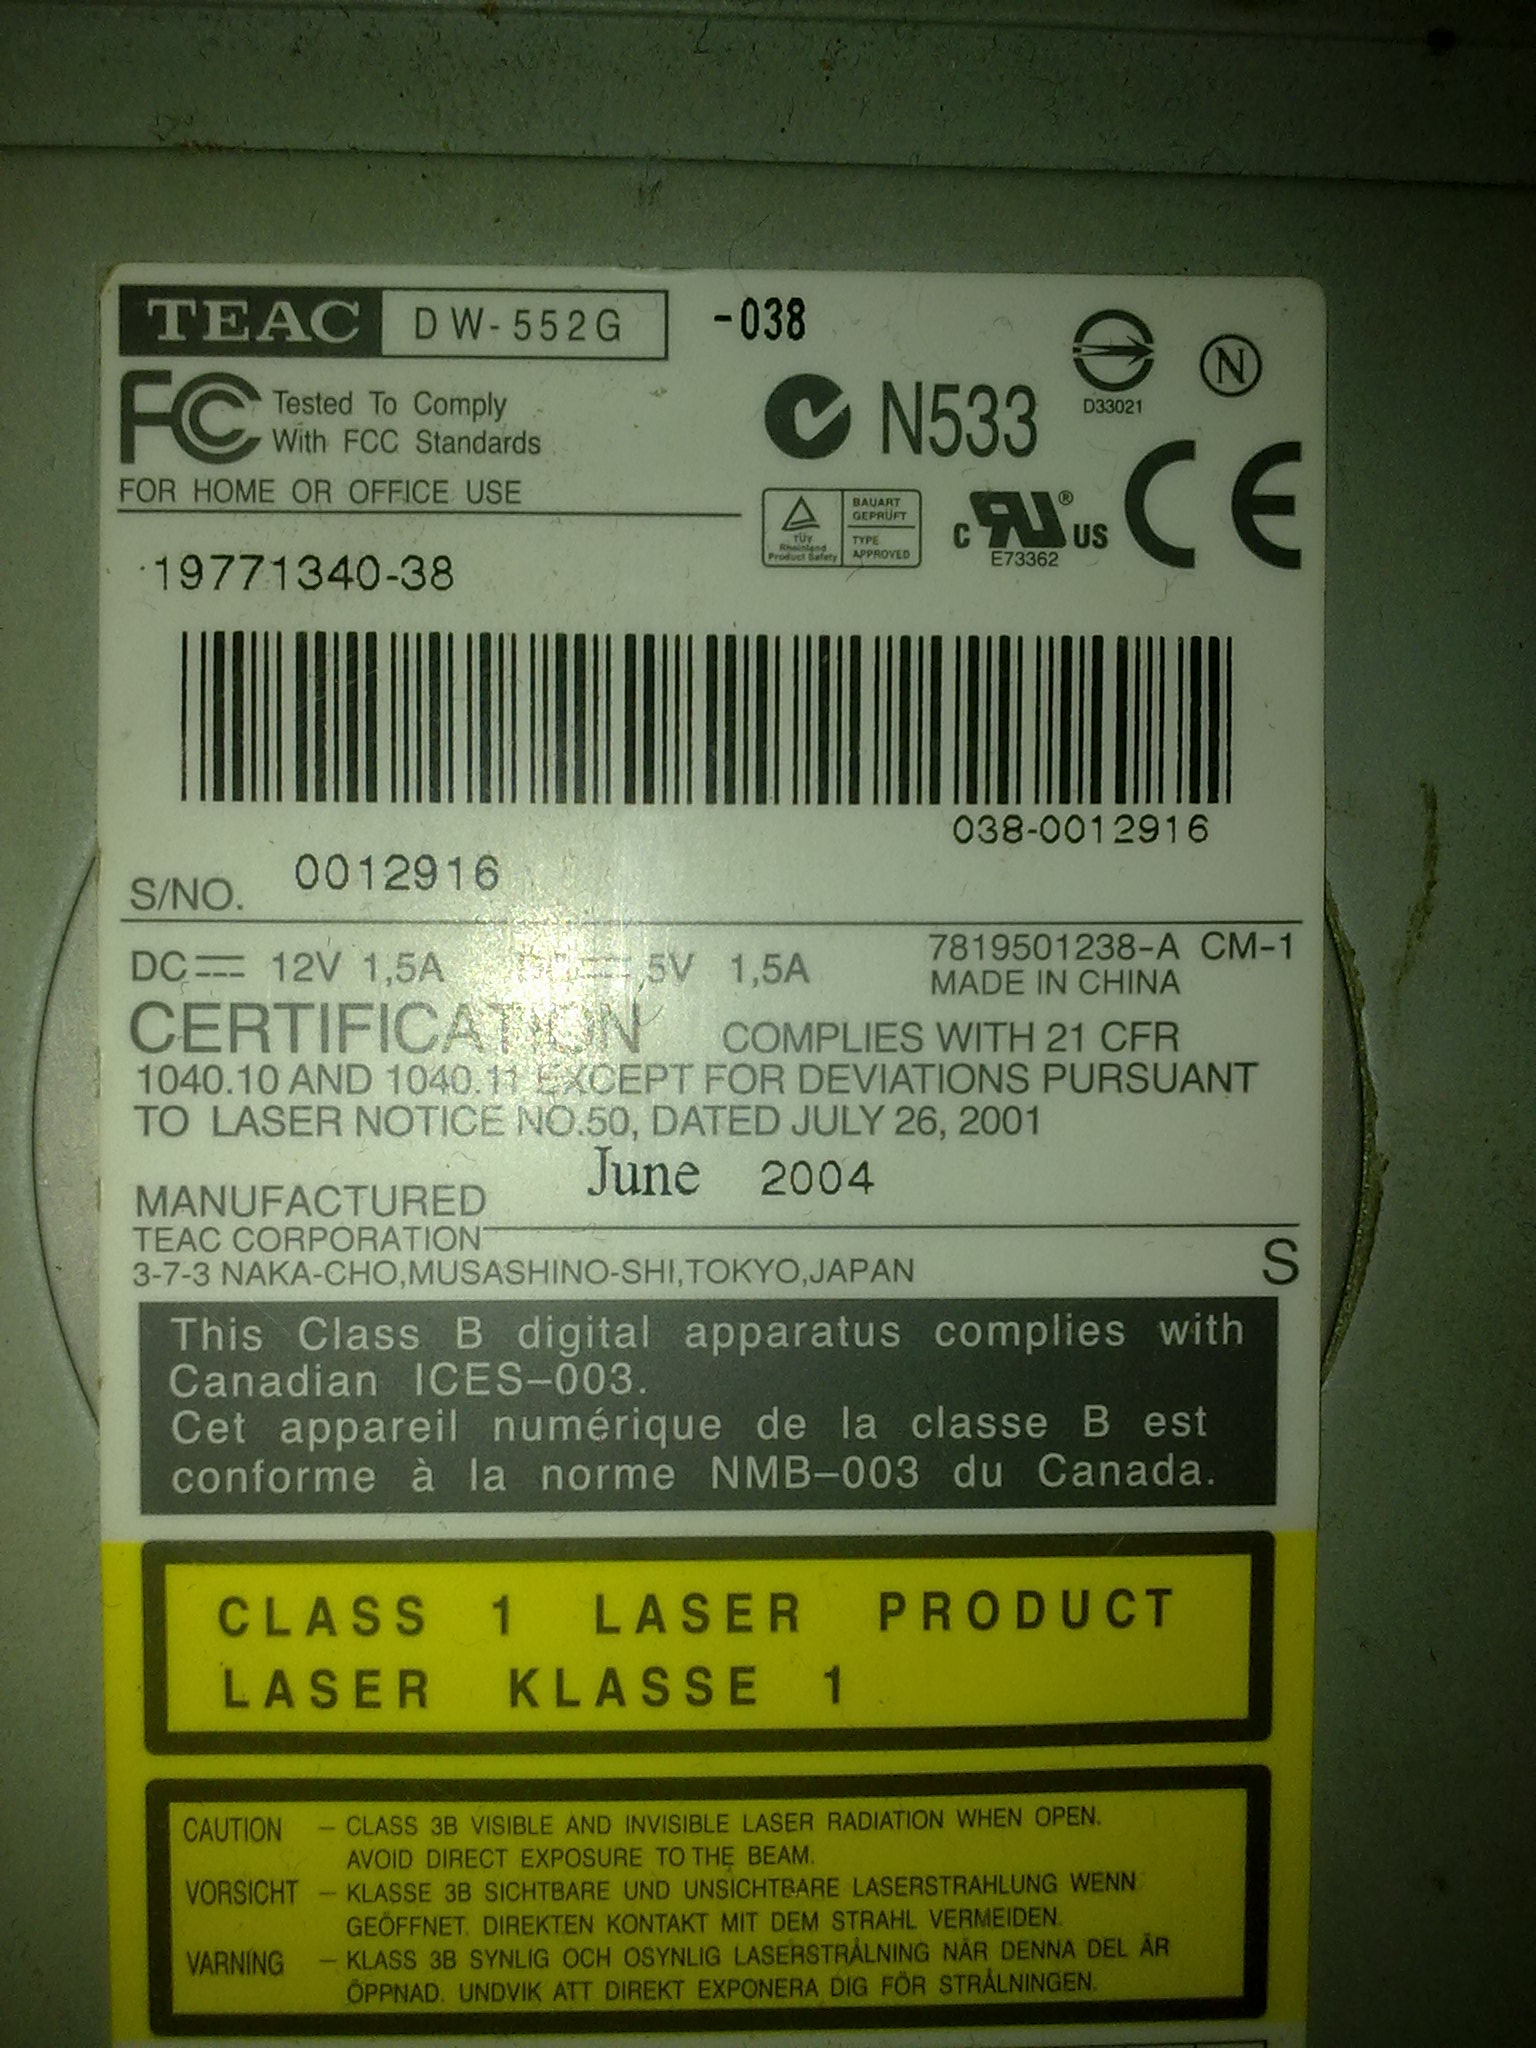 TEAC DW-552G -038
FCC Tested To Comply
With FCC Standards
FOR HOME OR OFFICE USE
N533
D33021
N
BAUART
GEPRÜFT
TÜV
Rheinland
Product Safety
TYPE
APPROVED
C RU ® US
E73362
CE
19771340-38
038-0012916
S/NO. 0012916
DC 12V 1,5A 5V 1,5A
7819501238-A CM-1
MADE IN CHINA
CERTIFICATION COMPLIES WITH 21 CFR
1040.10 AND 1040.11 EXCEPT FOR DEVIATIONS PURSUANT
TO LASER NOTICE NO.50, DATED JULY 26, 2001
MANUFACTURED June 2004
TEAC CORPORATION
3-7-3 NAKA-CHO,MUSASHINO-SHI,TOKYO,JAPAN
S
This Class B digital apparatus complies with
Canadian ICES-003.
Cet appareil numérique de la classe B est
conforme à la norme NMB-003 du Canada.
CLASS 1 LASER PRODUCT
LASER KLASSE 1
CAUTION – CLASS 3B VISIBLE AND INVISIBLE LASER RADIATION WHEN OPEN.
AVOID DIRECT EXPOSURE TO THE BEAM.
VORSICHT – KLASSE 3B SICHTBARE UND UNSICHTBARE LASERSTRAHLUNG WENN
GEÖFFNET. DIREKTEN KONTAKT MIT DEM STRAHL VERMEIDEN.
VARNING – KLASS 3B SYNLIG OCH OSYNLIG LASERSTRÅLNING NÄR DENNA DEL ÄR
ÖPPNAD. UNDVIK ATT DIREKT EXPONERA DIG FÖR STRÅLNINGEN.